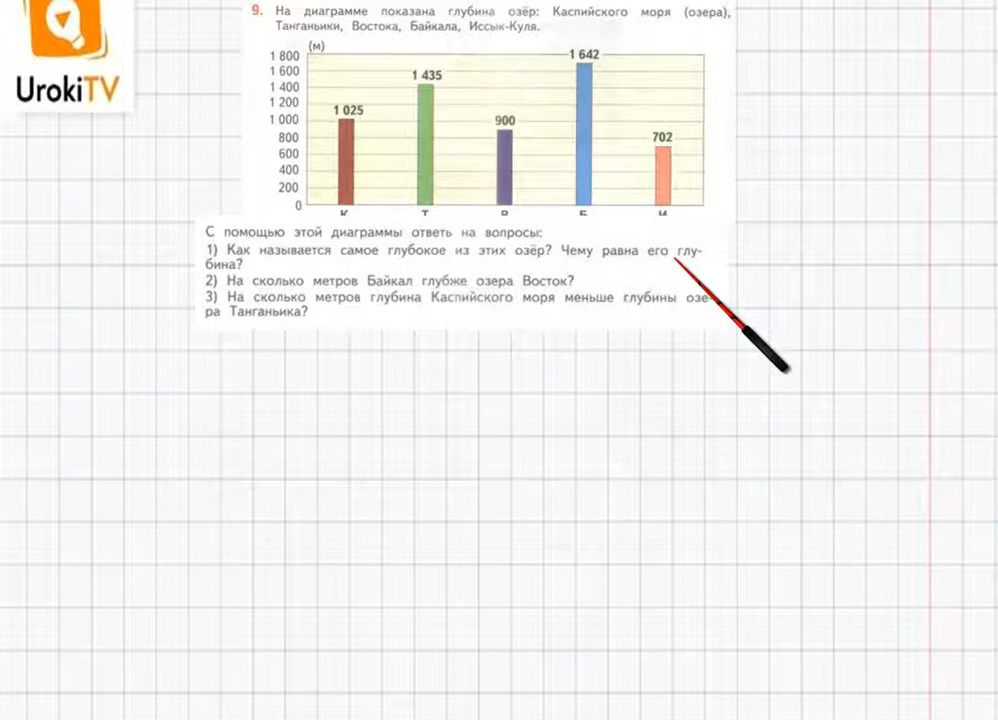 UrokiTV
9. На диаграмме показана глубина озёр: Каспийского моря (озера),
Танганьики, Востока, Байкала, Иссык-Куля.
(м)
1 800
1 600
1 400
1 200
1 000
800
600
400
200
0
1 025
1 435
900
1 642
702
К Т В Б И
С помощью этой диаграммы ответь на вопросы:
1) Как называется самое глубокое из этих озёр? Чему равна его глу-
бина?
2) На сколько метров Байкал глубже озера Восток?
3) На сколько метров глубина Каспийского моря меньше глубины озе-
ра Танганьика?